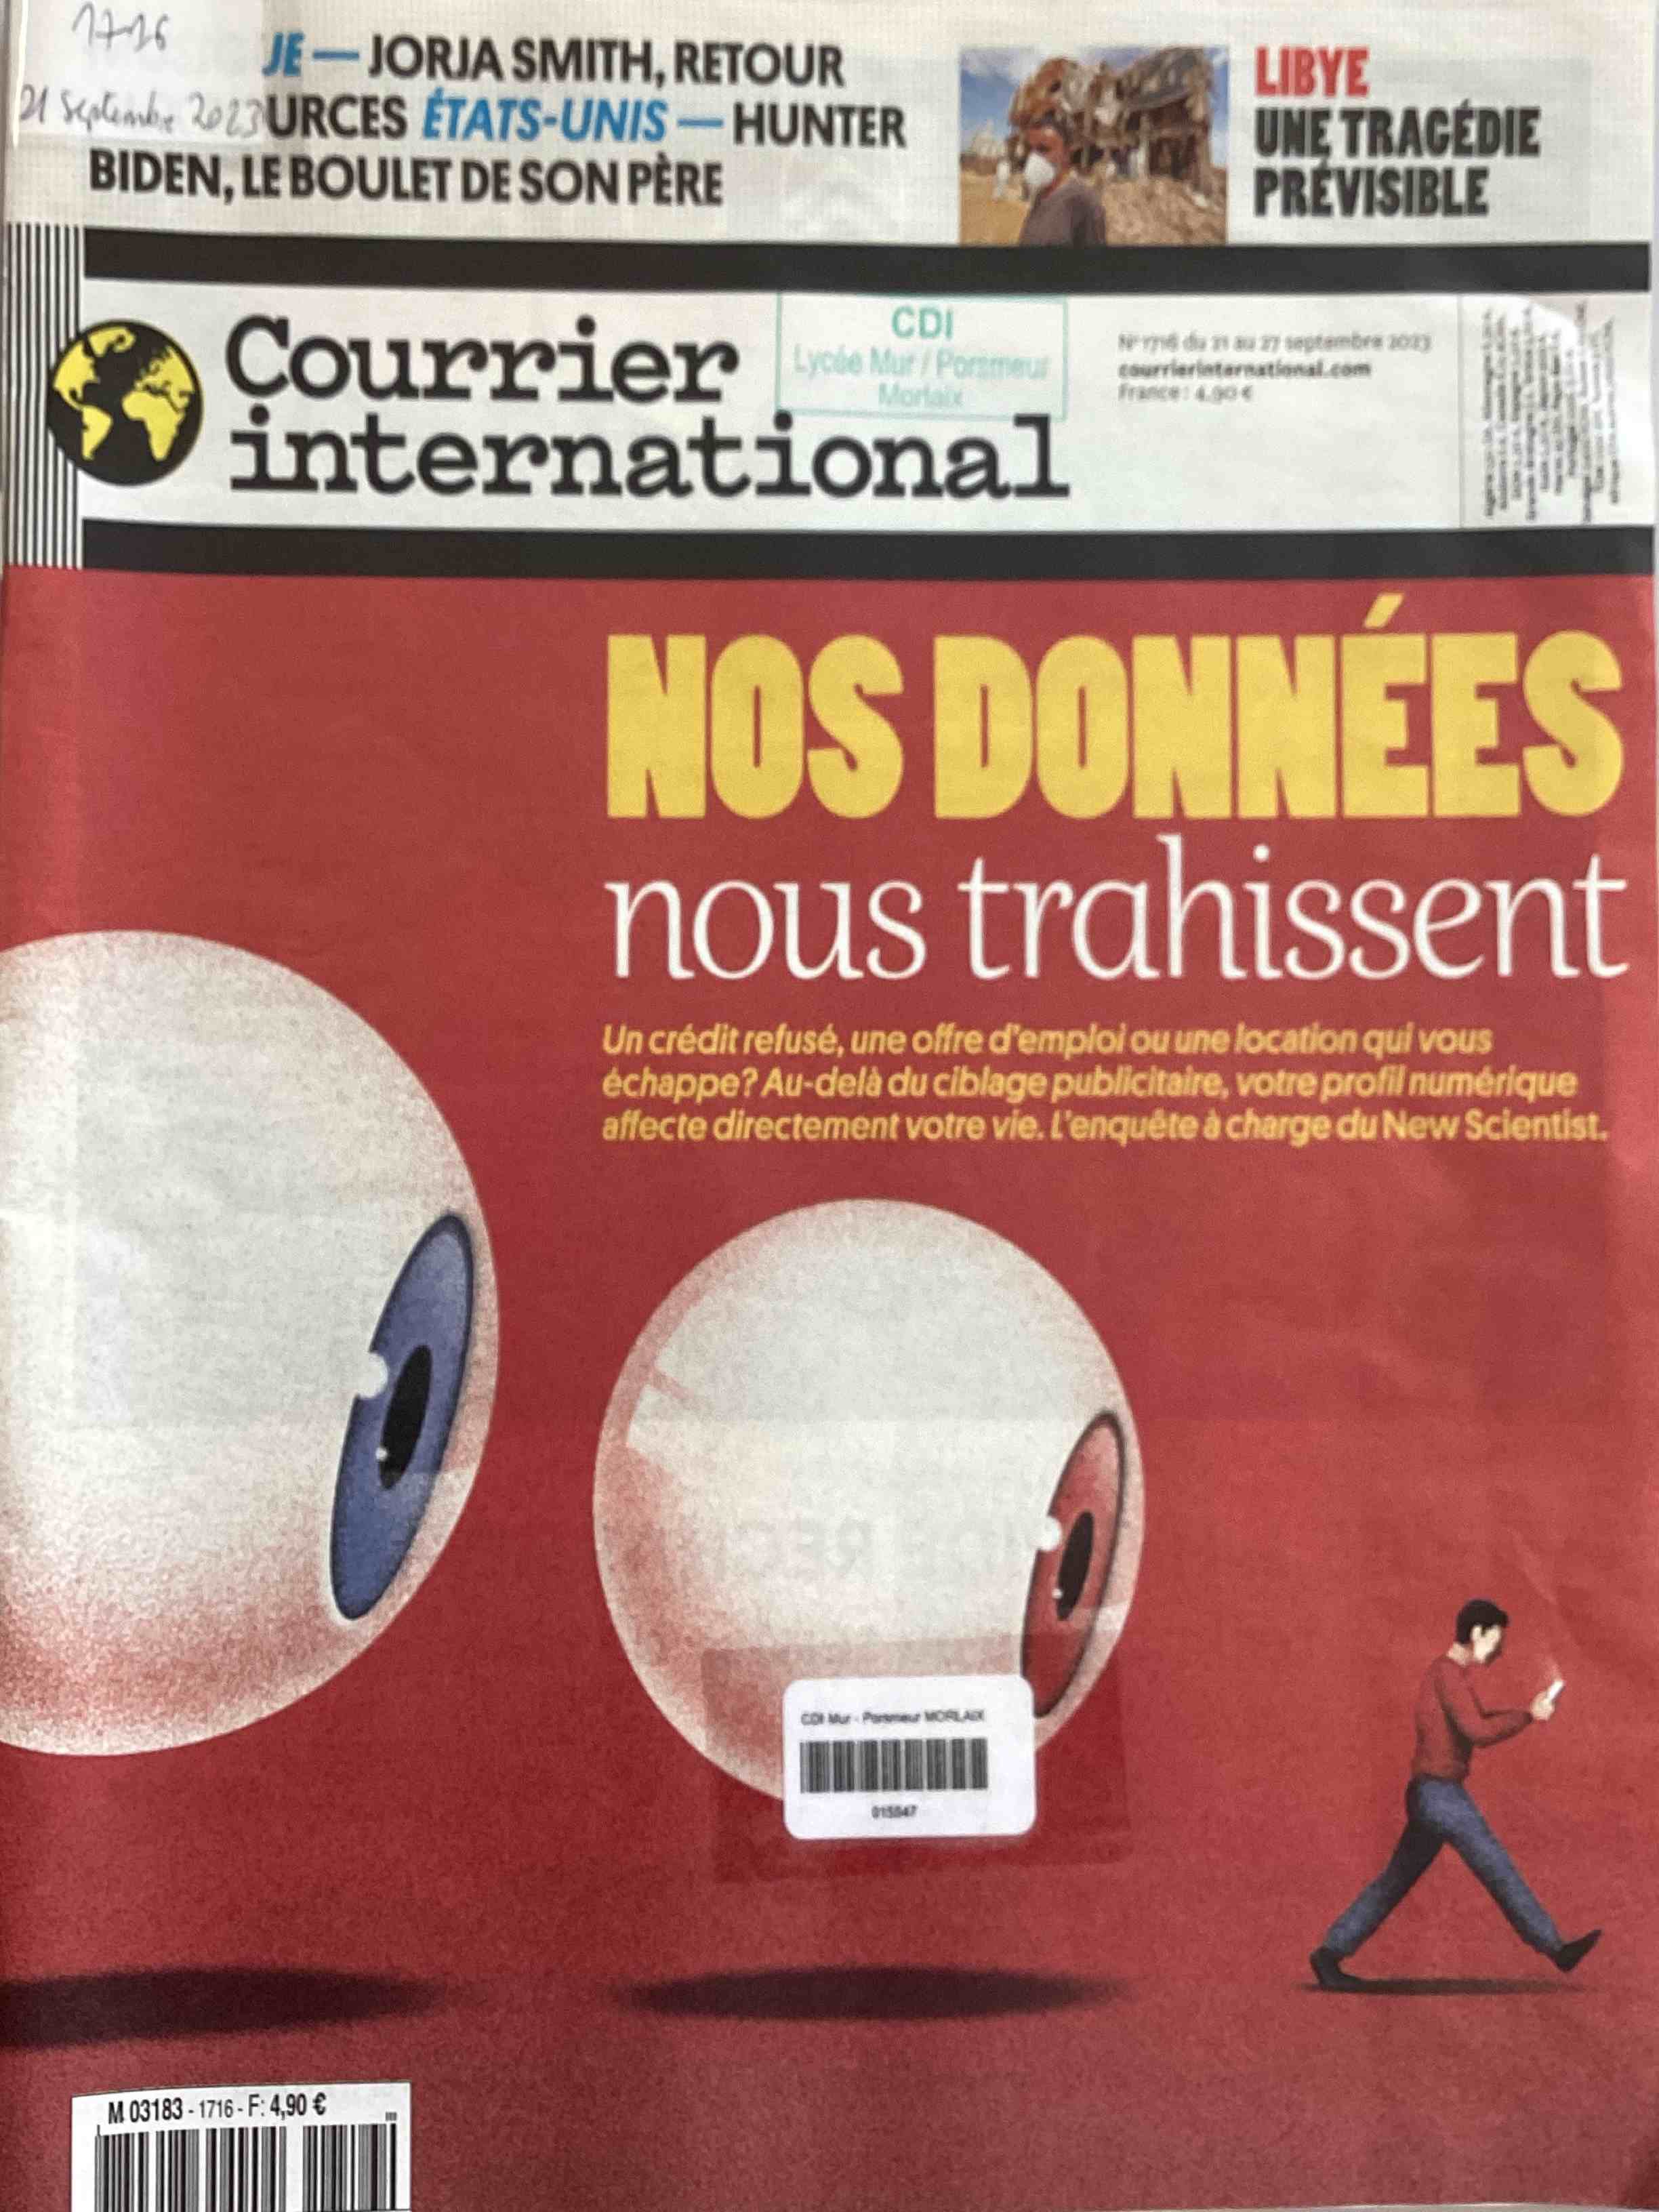 1716
21 Septembre 2023
JE — JORJA SMITH, RETOUR
URCES ÉTATS-UNIS — HUNTER
BIDEN, LE BOULET DE SON PÈRE
LIBYE
UNE TRAGÉDIE
PRÉVISIBLE
Courrier
international
CDI
Lycée Mur / Porsmeur
Morlaix
N° 1716 du 21 au 27 septembre 2023
courrierinternational.com
France : 4,90 €
NOS DONNÉES
nous trahissent
Un crédit refusé, une offre d'emploi ou une location qui vous
échappe? Au-delà du ciblage publicitaire, votre profil numérique
affecte directement votre vie. L'enquête à charge du New Scientist.
CDI Mur - Porsmeur MORLAIX
015547
M 03183 - 1716 - F: 4,90 €